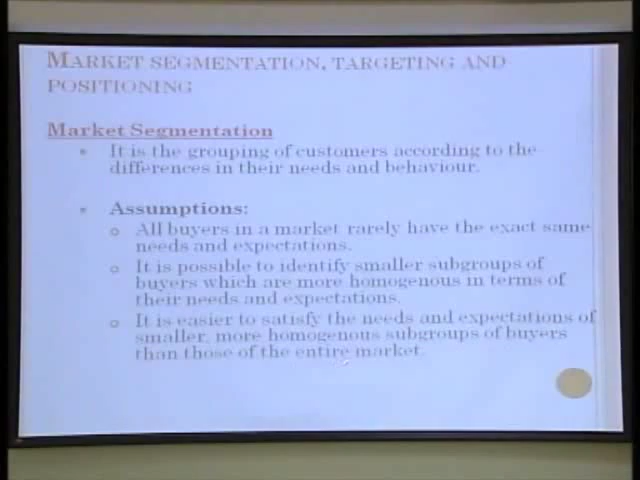 MARKET SEGMENTATION, TARGETING AND
POSITIONING
Market Segmentation
It is the grouping of customers according to the
differences in their needs and behaviour.
Assumptions:
All buyers in a market rarely have the exact same
needs and expectations.
It is possible to identify smaller subgroups of
buyers which are more homogenous in terms of
their needs and expectations.
It is easier to satisfy the needs and expectations of
smaller, more homogenous subgroups of buyers
than those of the entire market.